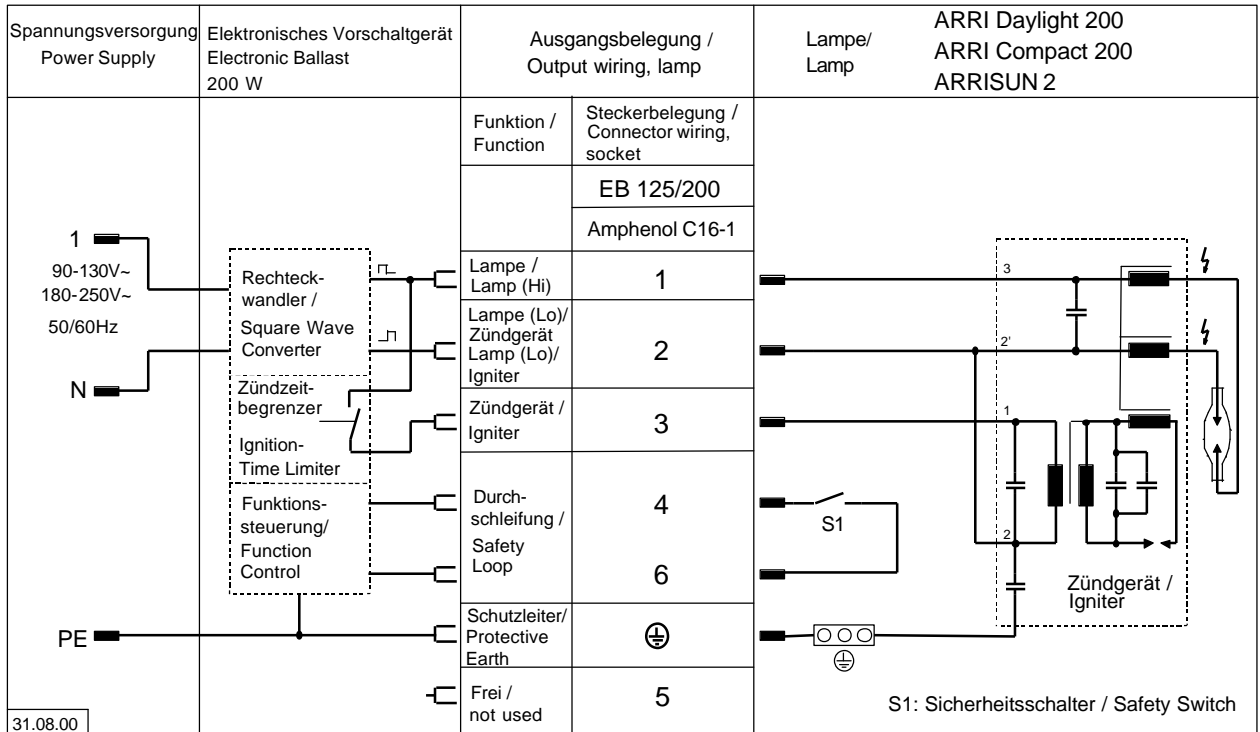 Spannungsversorgung
Power Supply
Elektronisches Vorschaltgerät
Electronic Ballast
200 W
Ausgangsbelegung /
Output wiring, lamp
Lampe/
Lamp
ARRI Daylight 200
ARRI Compact 200
ARRISUN 2
Funktion /
Function
Steckerbelegung /
Connector wiring,
socket
EB 125/200
Amphenol C16-1
1
90-130V~
180-250V~
50/60Hz
N
PE
Rechteck-
wandler /
Square Wave
Converter
Zündzeit-
begrenzer
Ignition-
Time Limiter
Funktions-
steuerung/
Function
Control
Lampe /
Lamp (Hi)
1
Lampe (Lo)/
Zündgerät
Lamp (Lo)/
Igniter
2
Zündgerät /
Igniter
3
Durch-
schleifung /
Safety
Loop
4
6
Schutzleiter/
Protective
Earth
Frei /
not used
5
3
2'
1
2
S1
Zündgerät /
Igniter
S1: Sicherheitsschalter / Safety Switch
31.08.00